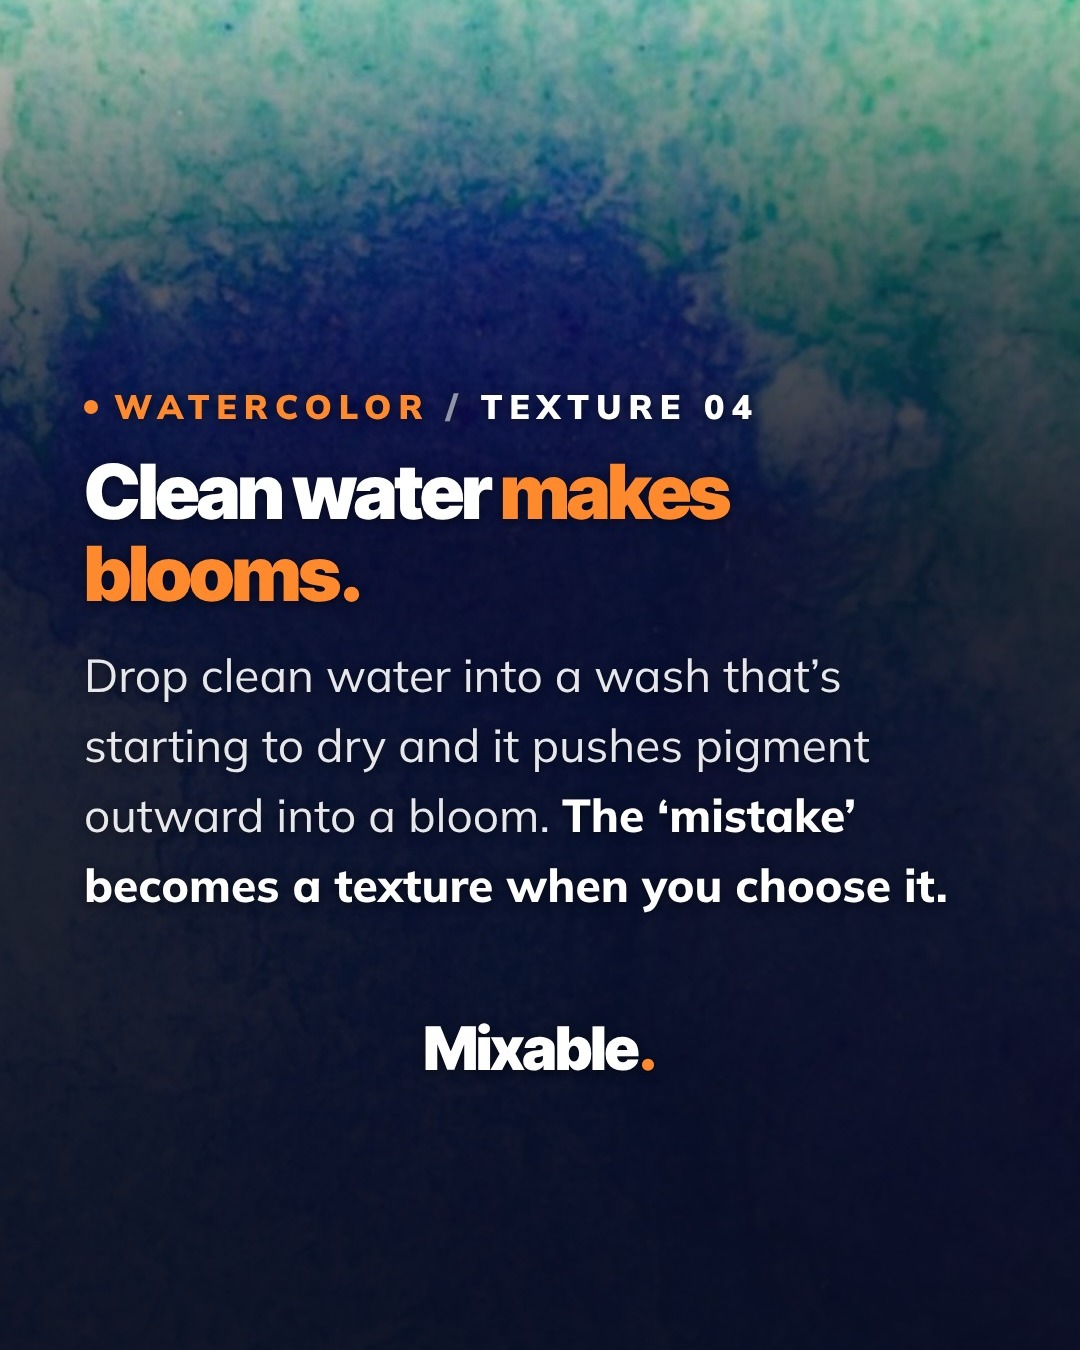 • WATERCOLOR / TEXTURE 04
Clean water makes
blooms.
Drop clean water into a wash that’s
starting to dry and it pushes pigment
outward into a bloom. The ‘mistake’
becomes a texture when you choose it.
Mixable.